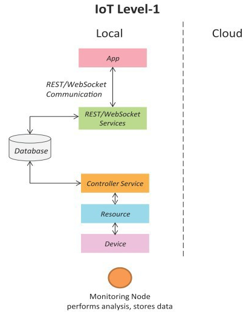 IoT Level-1
Local
Cloud
App
REST/WebSocket
Communication
REST/WebSocket
Services
Database
Controller Service
Resource
Device
Monitoring Node
performs analysis, stores data